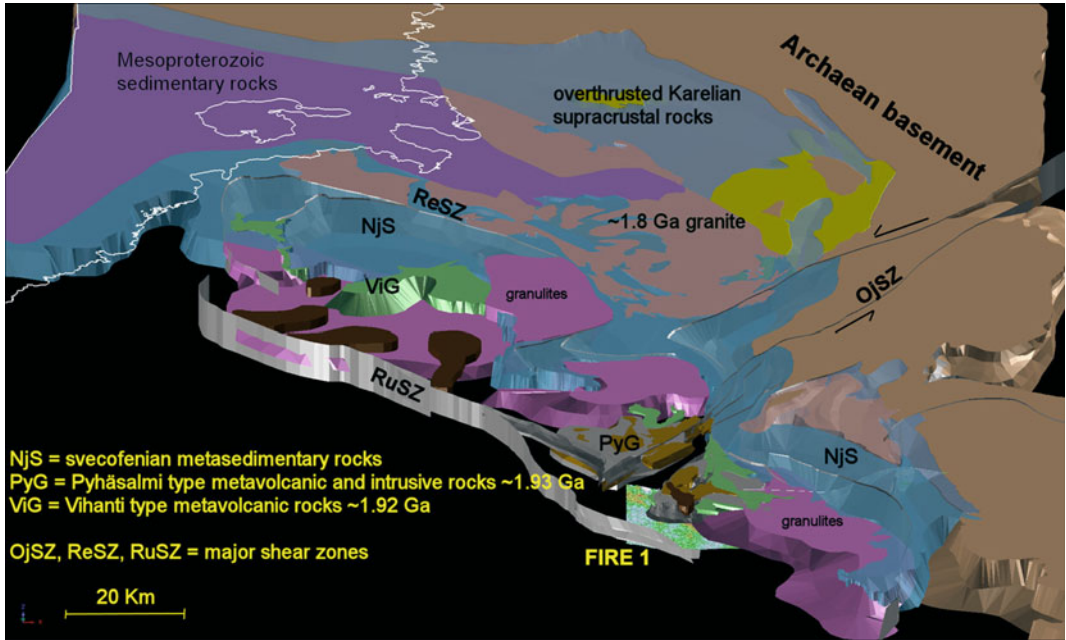 Mesoproterozoic
sedimentary rocks
overthrusted Karelian
supracrustal rocks
Archaean basement
ReSZ
NjS
~1.8 Ga granite
OjSZ
ViG
granulites
RuSZ
PyG
NjS
granulites
NjS = svecofenian metasedimentary rocks
PyG = Pyhäsalmi type metavolcanic and intrusive rocks ~1.93 Ga
ViG = Vihanti type metavolcanic rocks ~1.92 Ga
OjSZ, ReSZ, RuSZ = major shear zones
FIRE 1
20 Km